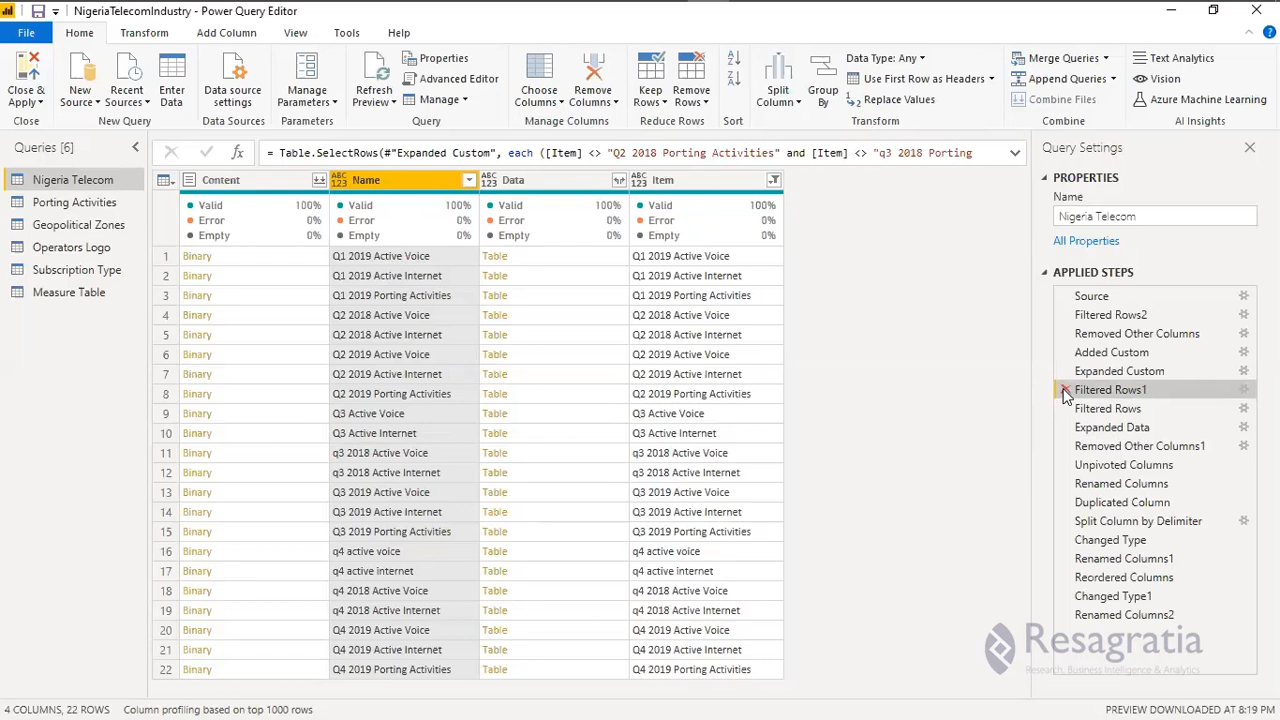 NigeriaTelecomIndustry - Power Query Editor
File Home Transform Add Column View Tools Help
Close & Apply
New Source
Recent Sources
Enter Data
Data source settings
Manage Parameters
Refresh Preview
Properties
Advanced Editor
Manage
Choose Columns
Remove Columns
Keep Rows
Remove Rows
Split Column
Group By
Data Type: Any
Use First Row as Headers
Replace Values
Merge Queries
Append Queries
Combine Files
Text Analytics
Vision
Azure Machine Learning
Close New Query Data Sources Parameters Query Manage Columns Reduce Rows Sort Transform Combine AI Insights
Queries [6]
Nigeria Telecom
Porting Activities
Geopolitical Zones
Operators Logo
Subscription Type
Measure Table
fx = Table.SelectRows(#"Expanded Custom", each ([Item] <> "Q2 2018 Porting Activities" and [Item] <> "q3 2018 Porting
Content ABC 123 Name ABC 123 Data ABC 123 Item
Valid 100% Valid 100% Valid 100% Valid 100%
Error 0% Error 0% Error 0% Error 0%
Empty 0% Empty 0% Empty 0% Empty 0%
1 Binary Q1 2019 Active Voice Table Q1 2019 Active Voice
2 Binary Q1 2019 Active Internet Table Q1 2019 Active Internet
3 Binary Q1 2019 Porting Activities Table Q1 2019 Porting Activities
4 Binary Q2 2018 Active Voice Table Q2 2018 Active Voice
5 Binary Q2 2018 Active Internet Table Q2 2018 Active Internet
6 Binary Q2 2019 Active Voice Table Q2 2019 Active Voice
7 Binary Q2 2019 Active Internet Table Q2 2019 Active Internet
8 Binary Q2 2019 Porting Activities Table Q2 2019 Porting Activities
9 Binary Q3 Active Voice Table Q3 Active Voice
10 Binary Q3 Active Internet Table Q3 Active Internet
11 Binary q3 2018 Active Voice Table q3 2018 Active Voice
12 Binary q3 2018 Active Internet Table q3 2018 Active Internet
13 Binary Q3 2019 Active Voice Table Q3 2019 Active Voice
14 Binary Q3 2019 Active Internet Table Q3 2019 Active Internet
15 Binary Q3 2019 Porting Activities Table Q3 2019 Porting Activities
16 Binary q4 active voice Table q4 active voice
17 Binary q4 active internet Table q4 active internet
18 Binary q4 2018 Active Voice Table q4 2018 Active Voice
19 Binary q4 2018 Active Internet Table q4 2018 Active Internet
20 Binary Q4 2019 Active Voice Table Q4 2019 Active Voice
21 Binary Q4 2019 Active Internet Table Q4 2019 Active Internet
22 Binary Q4 2019 Porting Activities Table Q4 2019 Porting Activities
Query Settings
PROPERTIES
Name
Nigeria Telecom
All Properties
APPLIED STEPS
Source
Filtered Rows2
Removed Other Columns
Added Custom
Expanded Custom
Filtered Rows1
Filtered Rows
Expanded Data
Removed Other Columns1
Unpivoted Columns
Renamed Columns
Duplicated Column
Split Column by Delimiter
Changed Type
Renamed Columns1
Reordered Columns
Changed Type1
Renamed Columns2
Resagratia
Research, Business Intelligence & Analytics
4 COLUMNS, 22 ROWS Column profiling based on top 1000 rows PREVIEW DOWNLOADED AT 8:19 PM